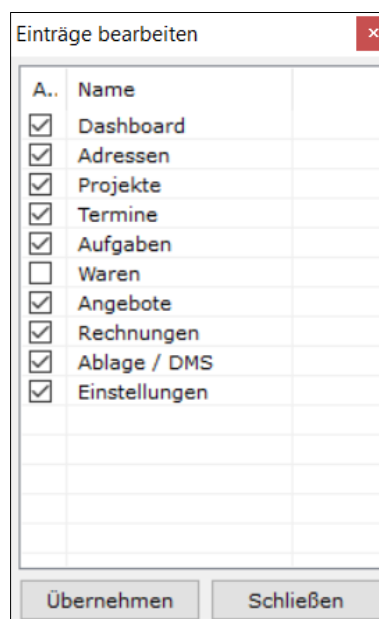 Einträge bearbeiten
A.. Name
Dashboard
Adressen
Projekte
Termine
Aufgaben
Waren
Angebote
Rechnungen
Ablage / DMS
Einstellungen
Übernehmen Schließen